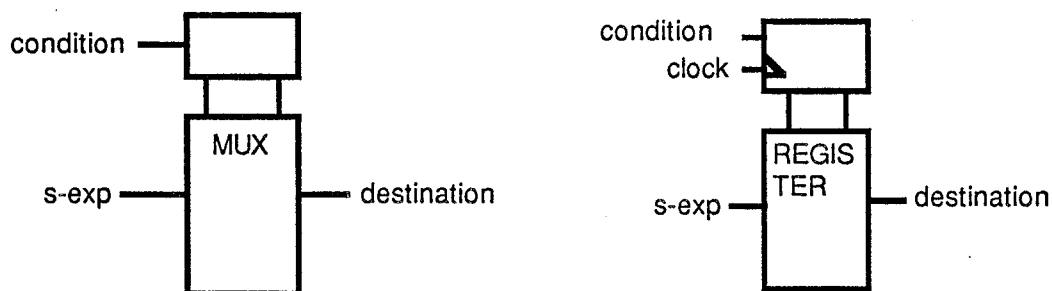 condition
MUX
s-exp
destination
condition
clock
REGIS
TER
s-exp
destination